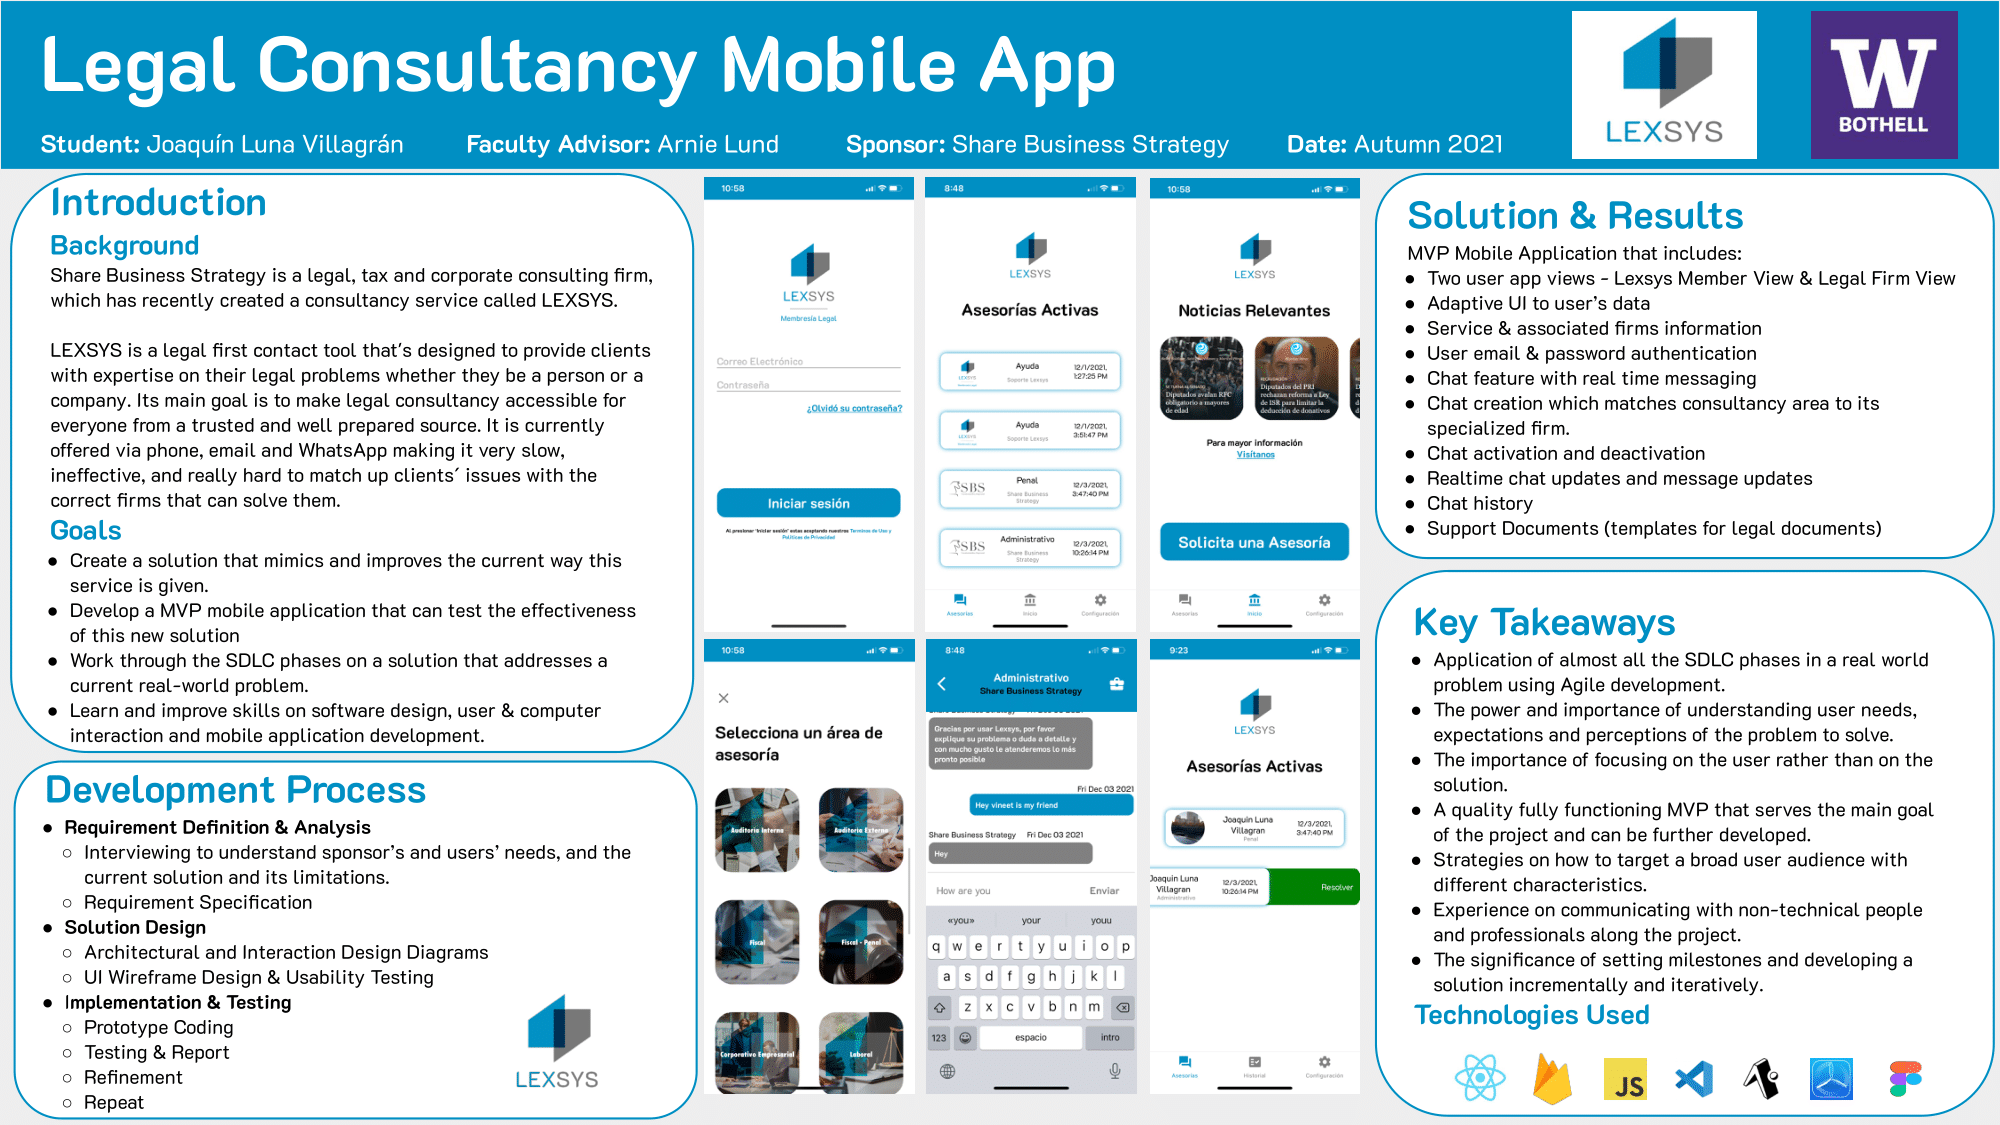 Legal Consultancy Mobile App
Student: Joaquín Luna Villagrán
Faculty Advisor: Arnie Lund
Sponsor: Share Business Strategy
Date: Autumn 2021
LEXSYS
W
BOTHELL
Introduction
Background
Share Business Strategy is a legal, tax and corporate consulting firm,
which has recently created a consultancy service called LEXSYS.
LEXSYS is a legal first contact tool that's designed to provide clients
with expertise on their legal problems whether they be a person or a
company. Its main goal is to make legal consultancy accessible for
everyone from a trusted and well prepared source. It is currently
offered via phone, email and WhatsApp making it very slow,
ineffective, and really hard to match up clients´ issues with the
correct firms that can solve them.
Goals
● Create a solution that mimics and improves the current way this
service is given.
● Develop a MVP mobile application that can test the effectiveness
of this new solution
● Work through the SDLC phases on a solution that addresses a
current real-world problem.
● Learn and improve skills on software design, user & computer
interaction and mobile application development.
Development Process
● Requirement Definition & Analysis
○ Interviewing to understand sponsor's and users' needs, and the
current solution and its limitations.
○ Requirement Specification
● Solution Design
○ Architectural and Interaction Design Diagrams
○ UI Wireframe Design & Usability Testing
● Implementation & Testing
○ Prototype Coding
○ Testing & Report
○ Refinement
○ Repeat
LEXSYS
10:58
LEXSYS
Membresía Legal
Correo Electrónico
Contraseña
¿Olvidó su contraseña?
Iniciar sesión
Al presionar 'Iniciar sesión' estas aceptando nuestros Terminos de Uso y
Políticas de Privacidad
8:48
LEXSYS
Asesorías Activas
Ayuda
Soporte Lexsys
12/1/2021,
1:27:25 PM
Ayuda
Soporte Lexsys
12/1/2021,
3:51:47 PM
SBS
Penal
Share Business
Strategy
12/3/2021,
3:47:40 PM
SBS
Administrativo
Share Business
Strategy
12/3/2021,
10:26:14 PM
Asesorías
Inicio
Configuración
10:58
LEXSYS
Noticias Relevantes
Diputados avalan RFC
obligatorio a mayores
de edad
Diputados del PRI
rechazan reforma a Ley
de ISR para limitar la
deducción de donativos
Para mayor información
Visítanos
Solicita una Asesoría
Asesorías
Inicio
Configuración
10:58
×
Selecciona un área de
asesoría
Auditoria Interna
Auditoria Externa
Fiscal
Fiscal - Penal
Corporativo Empresarial
Laboral
8:48
Administrativo
Share Business Strategy
Gracias por usar Lexsys, por favor
explique su problema o duda a detalle y
con mucho gusto le atenderemos lo más
pronto posible
Fri Dec 03 2021
Hey vineet is my friend
Share Business Strategy Fri Dec 03 2021
Hey
How are you
Enviar
«you» your youu
q w e r t y u i o p
a s d f g h j k l
z x c v b n m
123 espacio intro
9:23
LEXSYS
Asesorías Activas
Joaquin Luna
Villagran
Penal
12/3/2021,
3:47:40 PM
Joaquin Luna
Villagran
Administrativo
12/3/2021,
10:26:14 PM
Resolver
Asesorías
Historial
Configuración
Solution & Results
MVP Mobile Application that includes:
● Two user app views - Lexsys Member View & Legal Firm View
● Adaptive UI to user's data
● Service & associated firms information
● User email & password authentication
● Chat feature with real time messaging
● Chat creation which matches consultancy area to its
specialized firm.
● Chat activation and deactivation
● Realtime chat updates and message updates
● Chat history
● Support Documents (templates for legal documents)
Key Takeaways
● Application of almost all the SDLC phases in a real world
problem using Agile development.
● The power and importance of understanding user needs,
expectations and perceptions of the problem to solve.
● The importance of focusing on the user rather than on the
solution.
● A quality fully functioning MVP that serves the main goal
of the project and can be further developed.
● Strategies on how to target a broad user audience with
different characteristics.
● Experience on communicating with non-technical people
and professionals along the project.
● The significance of setting milestones and developing a
solution incrementally and iteratively.
Technologies Used
JS